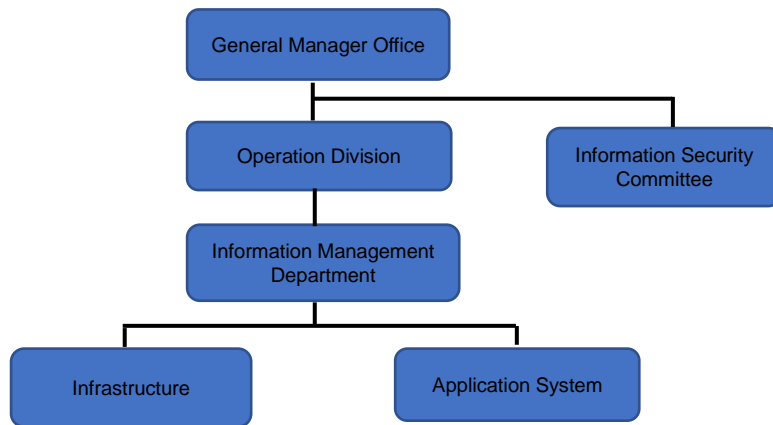 General Manager Office
Operation Division
Information Security
Committee
Information Management
Department
Infrastructure
Application System